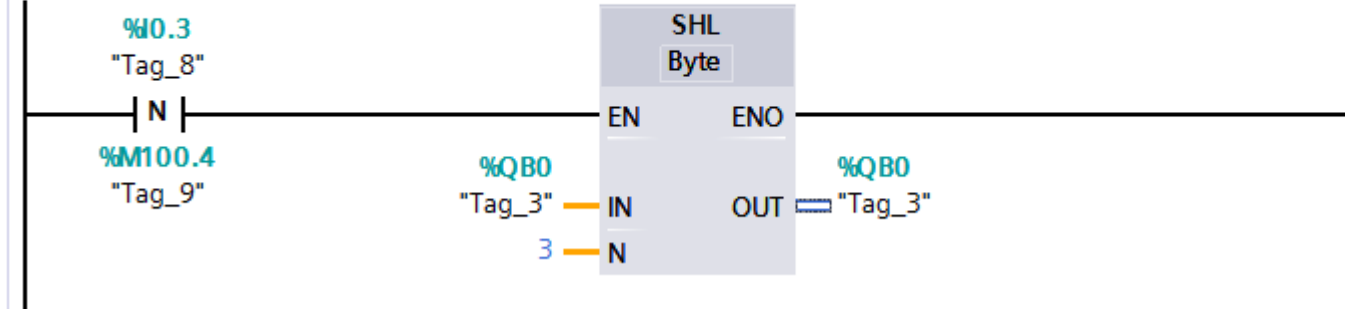 %I0.3
"Tag_8"
N
%M100.4
"Tag_9"
SHL
Byte
EN ENO
%QB0 %QB0
"Tag_3" IN OUT "Tag_3"
3 N